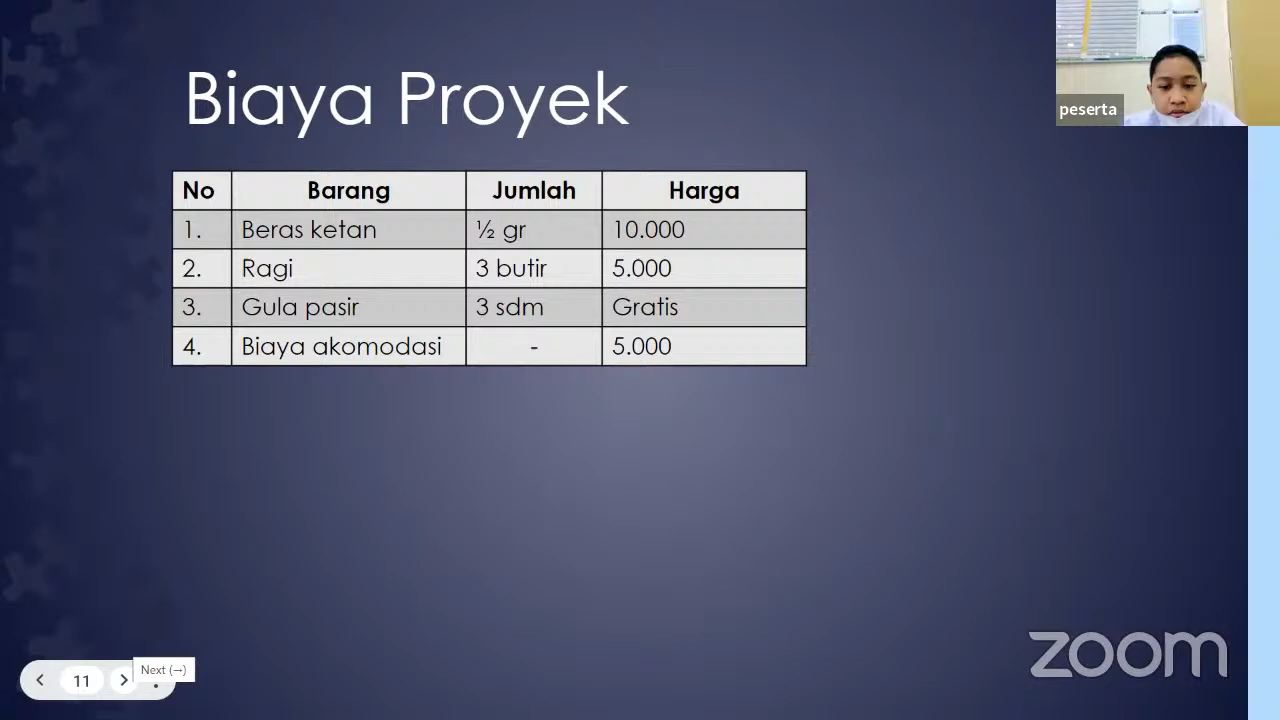 Biaya Proyek
peserta
No Barang Jumlah Harga
1. Beras ketan ½ gr 10.000
2. Ragi 3 butir 5.000
3. Gula pasir 3 sdm Gratis
4. Biaya akomodasi - 5.000
Next (→)
11
zoom